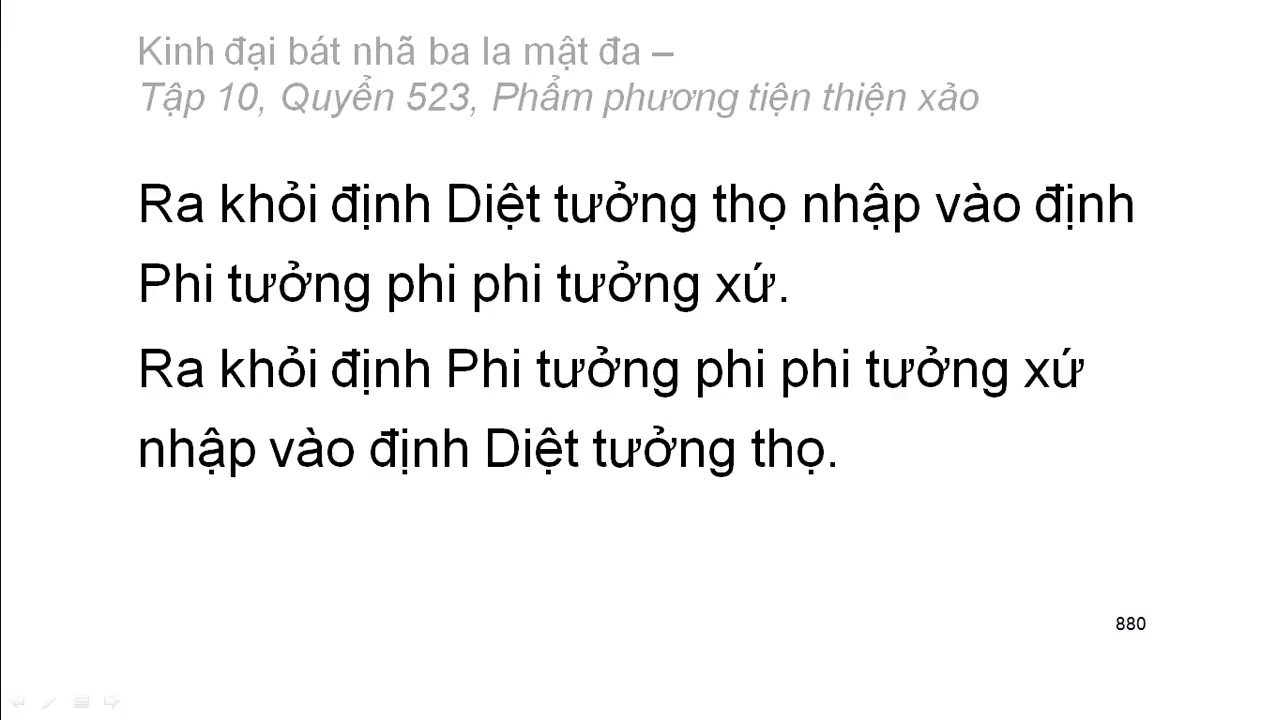 Kinh đại bát nhã ba la mật đa –
Tập 10, Quyển 523, Phẩm phương tiện thiện xảo
Ra khỏi định Diệt tưởng thọ nhập vào định
Phi tưởng phi phi tưởng xứ.
Ra khỏi định Phi tưởng phi phi tưởng xứ
nhập vào định Diệt tưởng thọ.
880